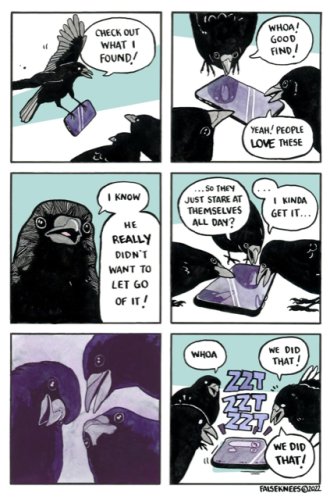 CHECK OUT
WHAT I
FOUND!
WHOA!
GOOD
FIND!
YEAH! PEOPLE
LOVE THESE
I KNOW
HE
REALLY
DIDN'T
WANT TO
LET GO
OF IT!
...SO THEY
JUST STARE AT
THEMSELVES
ALL DAY?
...
...
I KINDA
GET IT...
WHOA
ZZT
ZZT
ZZT
WE DID
THAT!
WE DID
THAT!
FALSEKNEES©2022